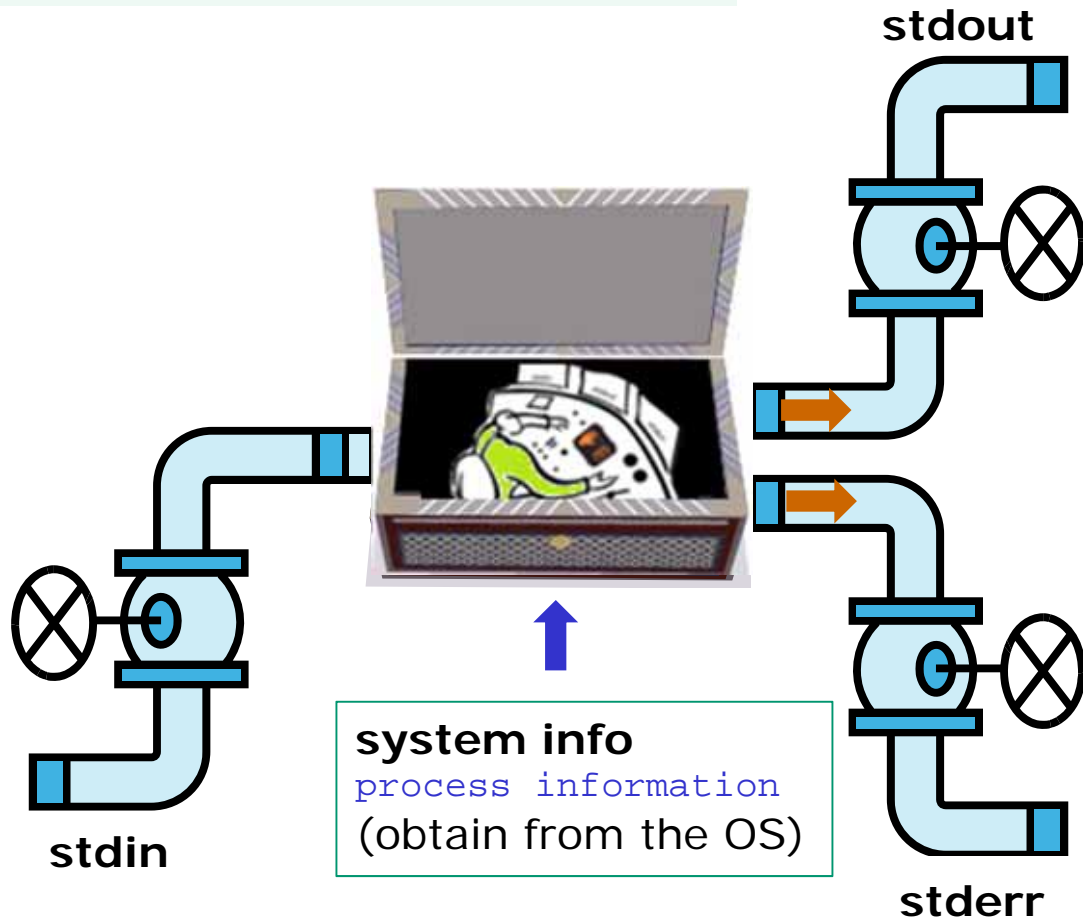 stdout
system info
process information
(obtain from the OS)
stdin
stderr